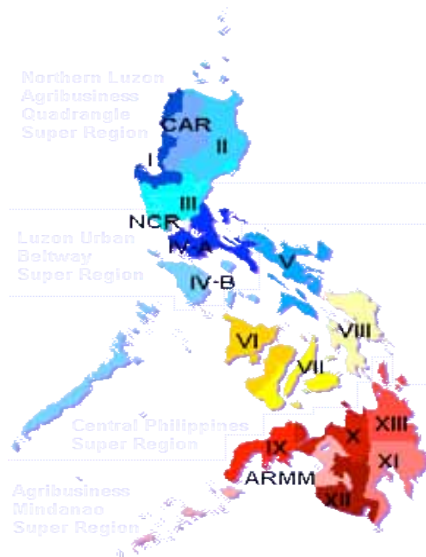 Northern Luzon
Agribusiness
Quadrangle
Super Region
CAR
II
I
III
NCR
IV-A
Luzon Urban
Beltway
Super Region
V
IV-B
VIII
VI
VII
Central Philippines
Super Region
XIII
X
IX
XI
ARMM
XII
Agribusiness
Mindanao
Super Region